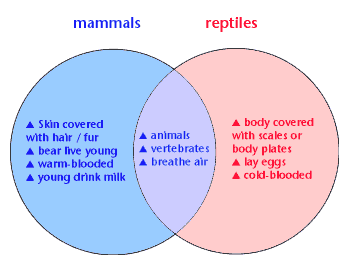 mammals
reptiles
▲ Skin covered
with hair / fur
▲ bear live young
▲ warm-blooded
▲ young drink milk
▲ animals
▲ vertebrates
▲ breathe air
▲ body covered
with scales or
body plates
▲ lay eggs
▲ cold-blooded